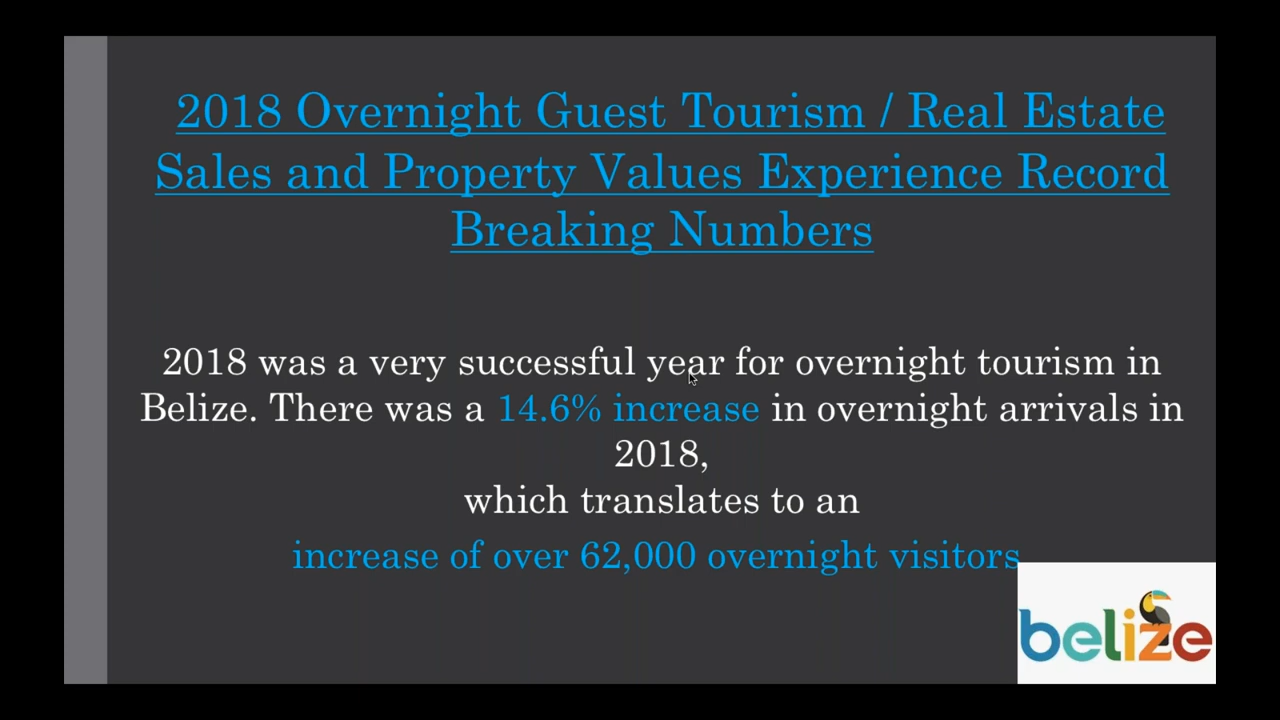 2018 Overnight Guest Tourism / Real Estate
Sales and Property Values Experience Record
Breaking Numbers
2018 was a very successful year for overnight tourism in
Belize. There was a 14.6% increase in overnight arrivals in
2018,
which translates to an
increase of over 62,000 overnight visitors
belize